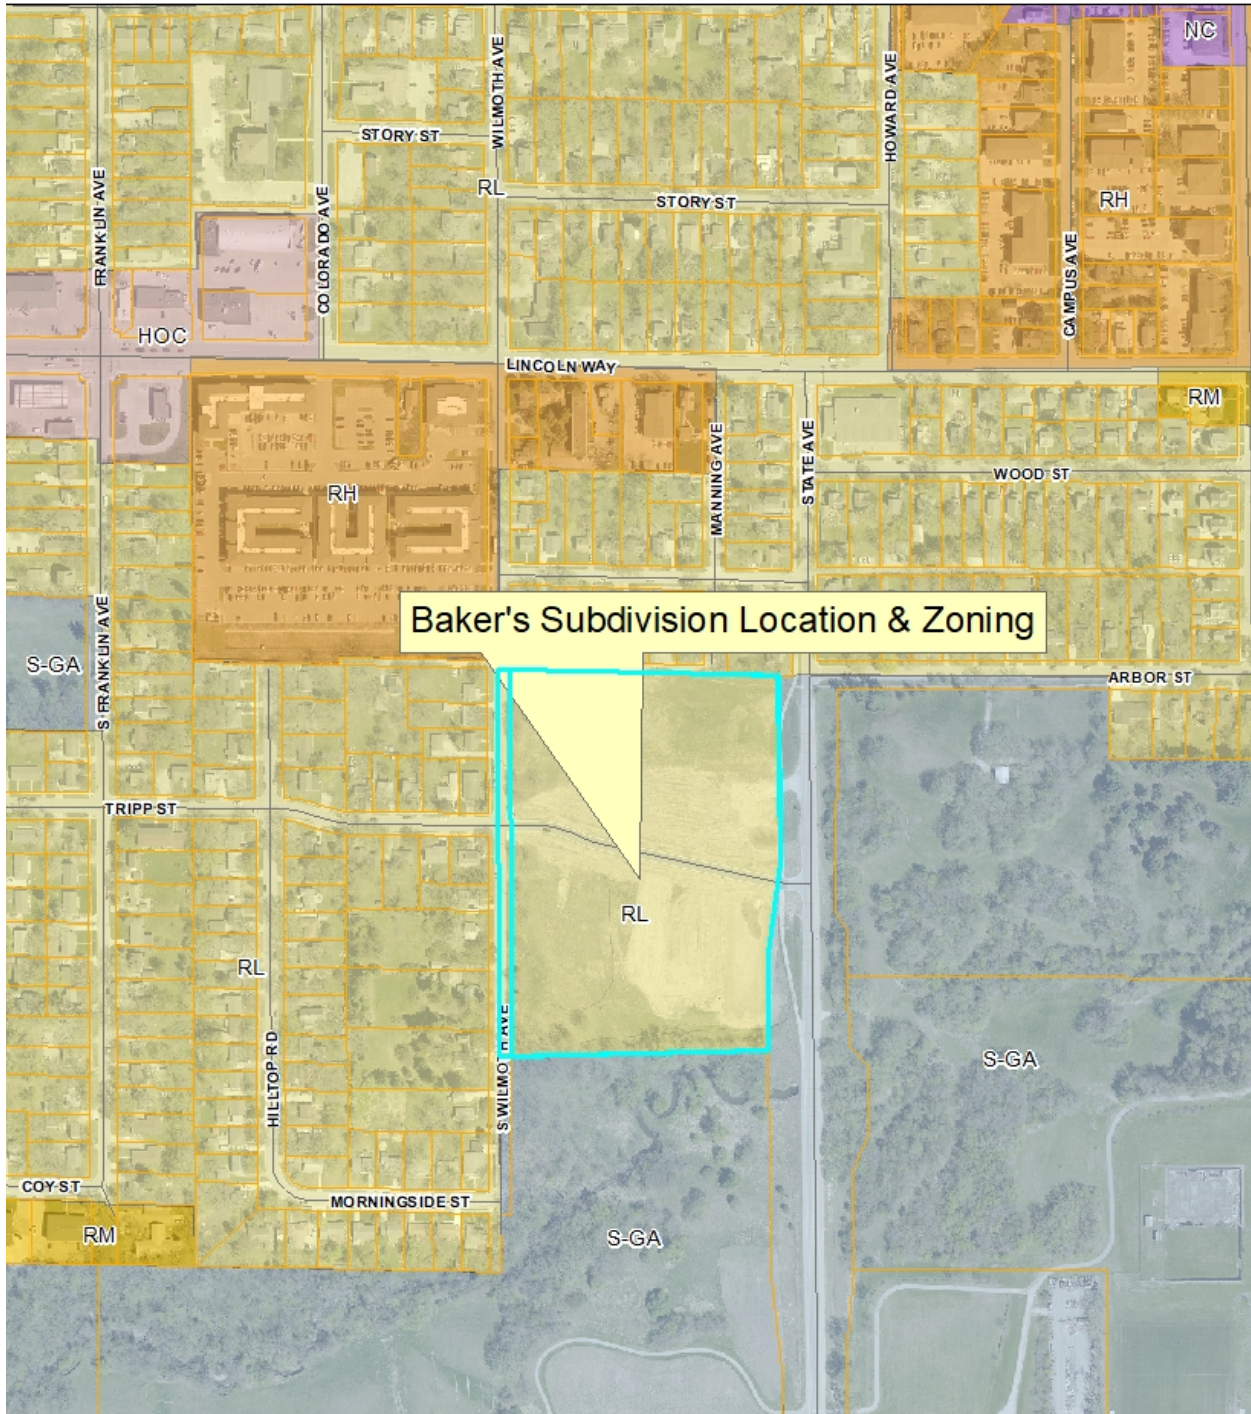 NC
WILMOTH AVE
HOWARD AVE
STORY ST
FRANKLIN AVE
RL
COLORADO AVE
STORY ST
RH
CAMPUS AVE
HOC
LINCOLN WAY
RM
MANNING AVE
STATE AVE
WOOD ST
RH
Baker's Subdivision Location & Zoning
S-GA
S FRANKLIN AVE
ARBOR ST
TRIPP ST
RL
RL
HILLTOP RD
S WILMOTH AVE
S-GA
COY ST
MORNINGSIDE ST
RM
S-GA